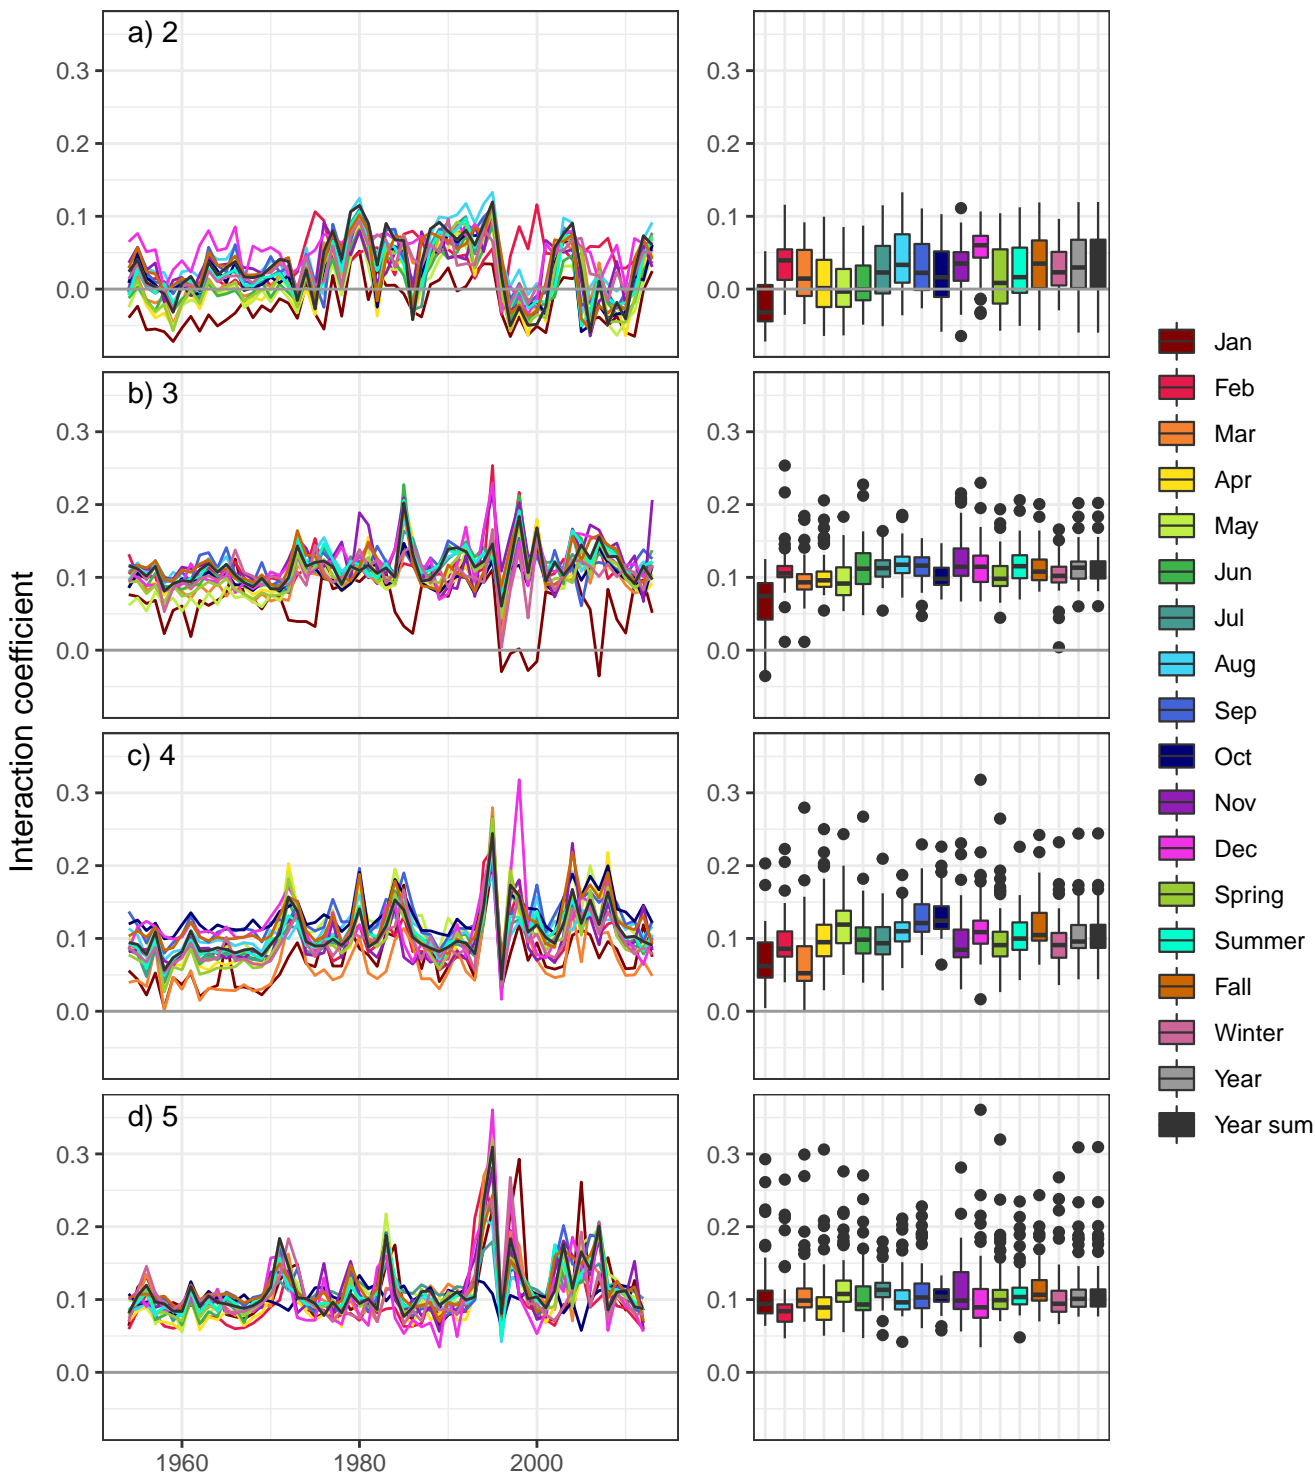 Interaction coefficient
a) 2
0.3
0.2
0.1
0.0
0.3
0.2
0.1
0.0
b) 3
0.3
0.2
0.1
0.0
0.3
0.2
0.1
0.0
c) 4
0.3
0.2
0.1
0.0
0.3
0.2
0.1
0.0
d) 5
0.3
0.2
0.1
0.0
0.3
0.2
0.1
0.0
1960 1980 2000
Jan
Feb
Mar
Apr
May
Jun
Jul
Aug
Sep
Oct
Nov
Dec
Spring
Summer
Fall
Winter
Year
Year sum